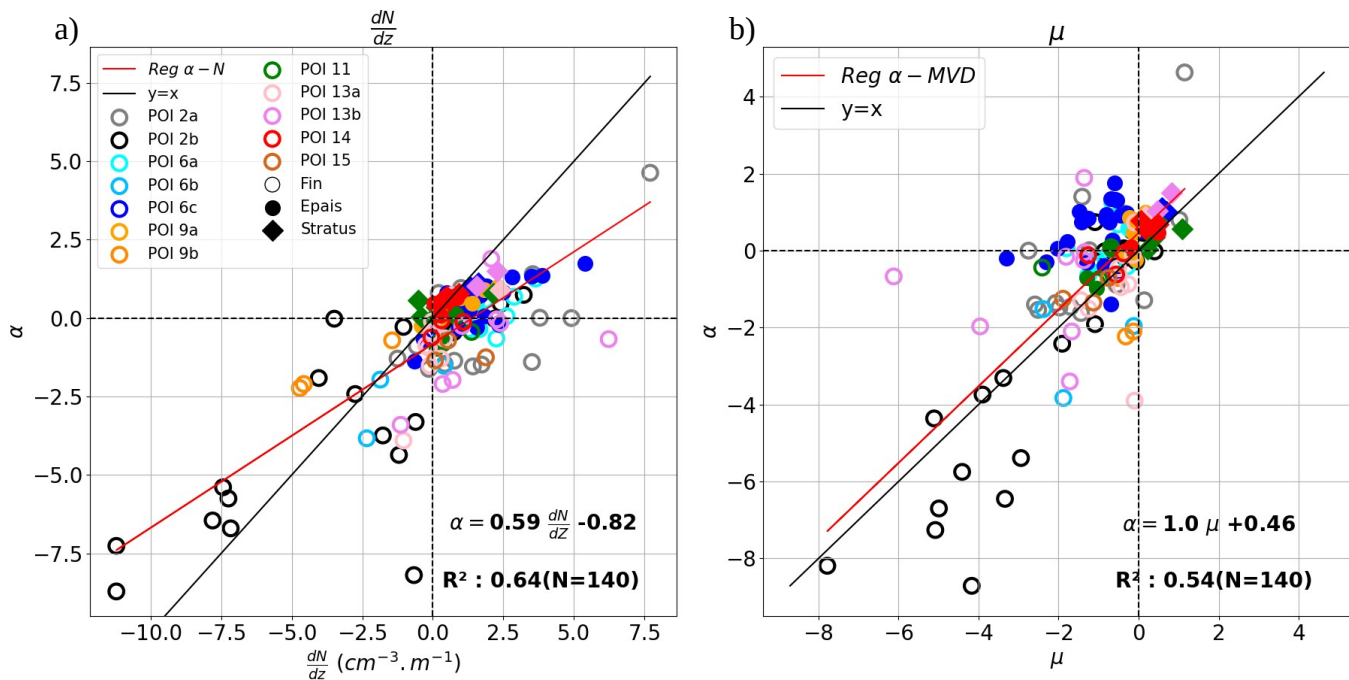 a)
dN
dz
Reg α − N
y=x
POI 2a
POI 2b
POI 6a
POI 6b
POI 6c
POI 9a
POI 9b
POI 11
POI 13a
POI 13b
POI 14
POI 15
Fin
Epais
Stratus
7.5
5.0
2.5
0.0
−2.5
−5.0
−7.5
α
α = 0.59 dN/dZ -0.82
R² : 0.64(N=140)
−10.0 −7.5 −5.0 −2.5 0.0 2.5 5.0 7.5
dN/dz (cm⁻³.m⁻¹)
b)
μ
Reg α − MVD
y=x
4
2
0
−2
−4
−6
−8
α
α = 1.0 μ +0.46
R² : 0.54(N=140)
−8 −6 −4 −2 0 2 4
μ